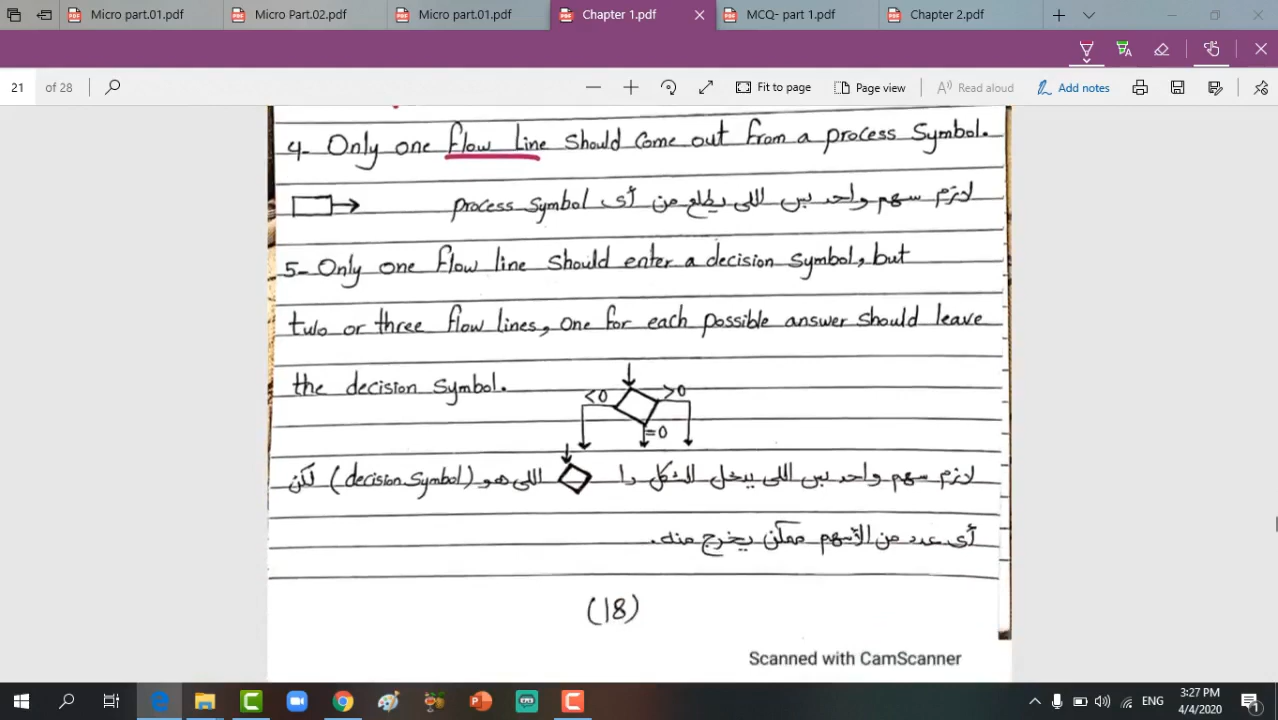 Micro part.01.pdf
Micro Part.02.pdf
Micro part.01.pdf
Chapter 1.pdf
MCQ- part 1.pdf
Chapter 2.pdf
21 of 28
Fit to page
Page view
Read aloud
Add notes
4- Only one flow Line should come out from a process symbol.
لازم سهم واحد بس اللى يطلع من أى process symbol
5- Only one flow line should enter a decision symbol, but
two or three flow lines, one for each possible answer should leave
the decision symbol.
<0
>0
=0
لازم سهم واحد بس اللى يدخل الشكل دا اللى هو (decision symbol) لكن
أى عدد من الأسهم ممكن يخرج منه.
(18)
Scanned with CamScanner
ENG
3:27 PM
4/4/2020